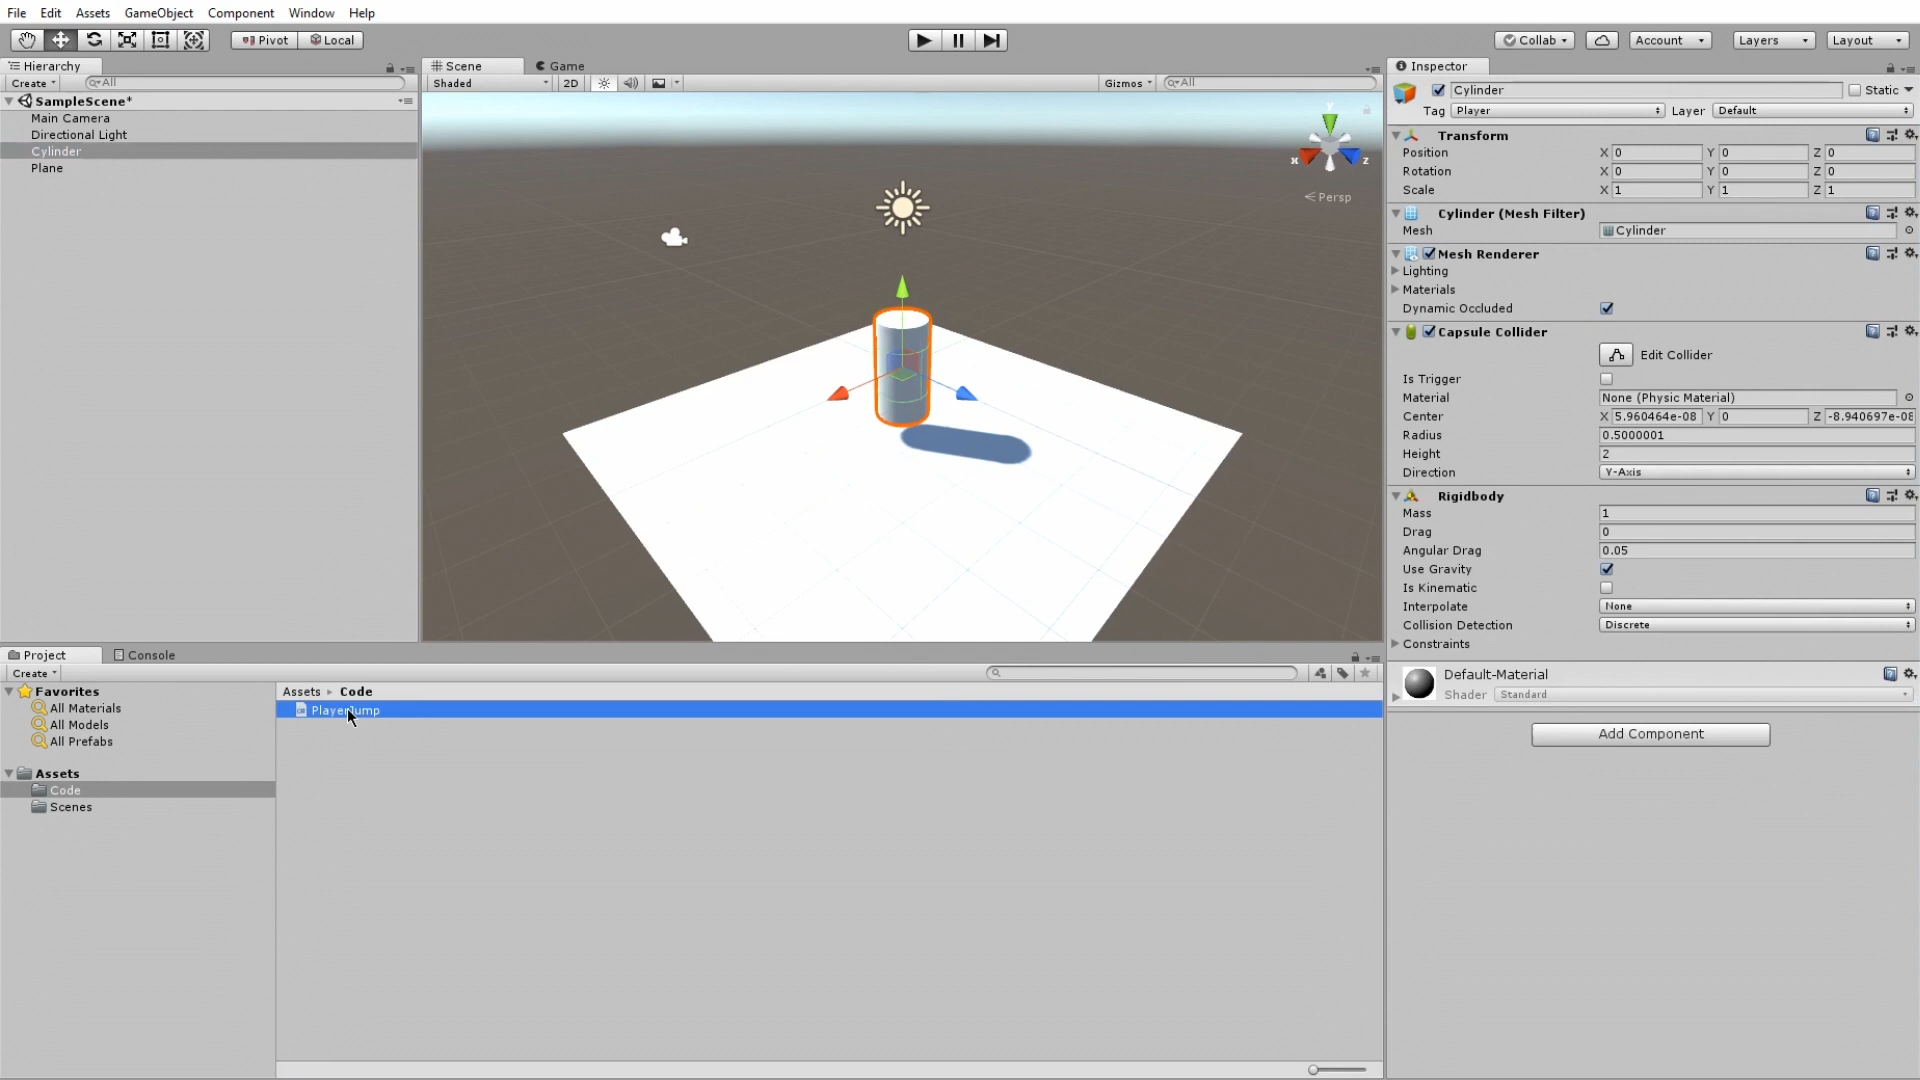 File Edit Assets GameObject Component Window Help
Pivot Local Collab Account Layers Layout
Hierarchy
Create All
SampleScene*
Main Camera
Directional Light
Cylinder
Plane
Scene Game
Shaded 2D Gizmos All
y
x z
Persp
Inspector
Cylinder Static
Tag Player Layer Default
Transform
Position X 0 Y 0 Z 0
Rotation X 0 Y 0 Z 0
Scale X 1 Y 1 Z 1
Cylinder (Mesh Filter)
Mesh Cylinder
Mesh Renderer
Lighting
Materials
Dynamic Occluded
Capsule Collider
Edit Collider
Is Trigger
Material None (Physic Material)
Center X 5.960464e-08 Y 0 Z -8.940697e-08
Radius 0.5000001
Height 2
Direction Y-Axis
Rigidbody
Mass 1
Drag 0
Angular Drag 0.05
Use Gravity
Is Kinematic
Interpolate None
Collision Detection Discrete
Constraints
Default-Material
Shader Standard
Add Component
Project Console
Create
Favorites
All Materials
All Models
All Prefabs
Assets
Code
Scenes
Assets Code
PlayerJump